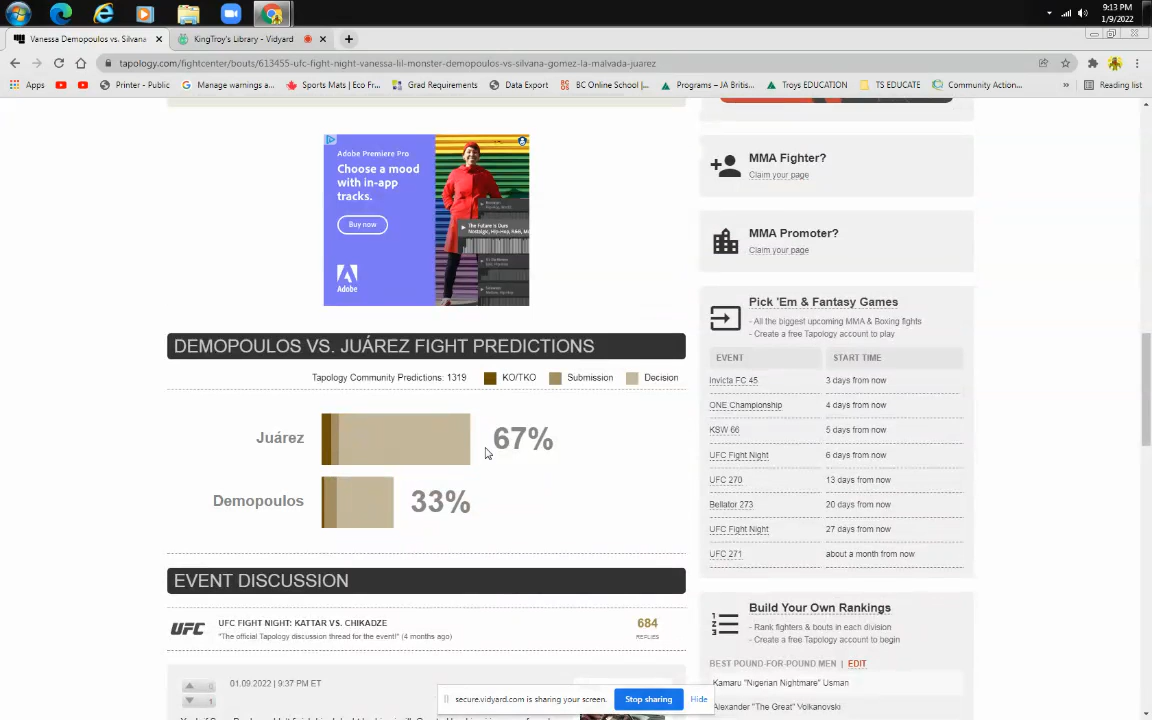 9:13 PM
1/9/2022
Vanessa Demopoulos vs. Silvana
KingTroy's Library - Vidyard
tapology.com/fightcenter/bouts/613455-ufc-fight-night-vanessa-lil-monster-demopoulos-vs-silvana-gomez-la-malvada-juarez
Apps
Printer - Public
Manage warnings a...
Sports Mats | Eco Fr...
Grad Requirements
Data Export
BC Online School |...
Programs – JA Britis...
Troys EDUCATION
TS EDUCATE
Community Action...
»
Reading list
Adobe Premiere Pro
Choose a mood
with in-app
tracks.
Buy now
Adobe
The Future is Ours
DEMOPOULOS VS. JUÁREZ FIGHT PREDICTIONS
Tapology Community Predictions: 1319
KO/TKO
Submission
Decision
Juárez
67%
Demopoulos
33%
EVENT DISCUSSION
UFC
UFC FIGHT NIGHT: KATTAR VS. CHIKADZE
"The official Tapology discussion thread for the event!" (4 months ago)
684
REPLIES
0
1
01.09.2022 | 9:37 PM ET
MMA Fighter?
Claim your page
MMA Promoter?
Claim your page
Pick 'Em & Fantasy Games
- All the biggest upcoming MMA & Boxing fights
- Create a free Tapology account to play
EVENT START TIME
Invicta FC 45 3 days from now
ONE Championship 4 days from now
KSW 66 5 days from now
UFC Fight Night 6 days from now
UFC 270 13 days from now
Bellator 273 20 days from now
UFC Fight Night 27 days from now
UFC 271 about a month from now
Build Your Own Rankings
- Rank fighters & bouts in each division
- Create a free Tapology account to begin
BEST POUND-FOR-POUND MEN | EDIT
Kamaru "Nigerian Nightmare" Usman
Alexander "The Great" Volkanovski
secure.vidyard.com is sharing your screen.
Stop sharing
Hide